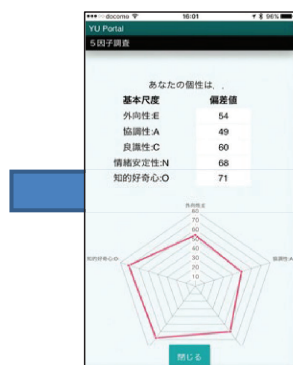 docomo 16:01 96%
YU Portal
５因子調査
あなたの個性は、.
基本尺度 偏差値
外向性:E 54
協調性:A 49
良識性:C 60
情緒安定性:N 68
知的好奇心:O 71
外向性:E
80
70
60
50
40
30
20
10
知的好奇心:O 協調性:A
閉じる